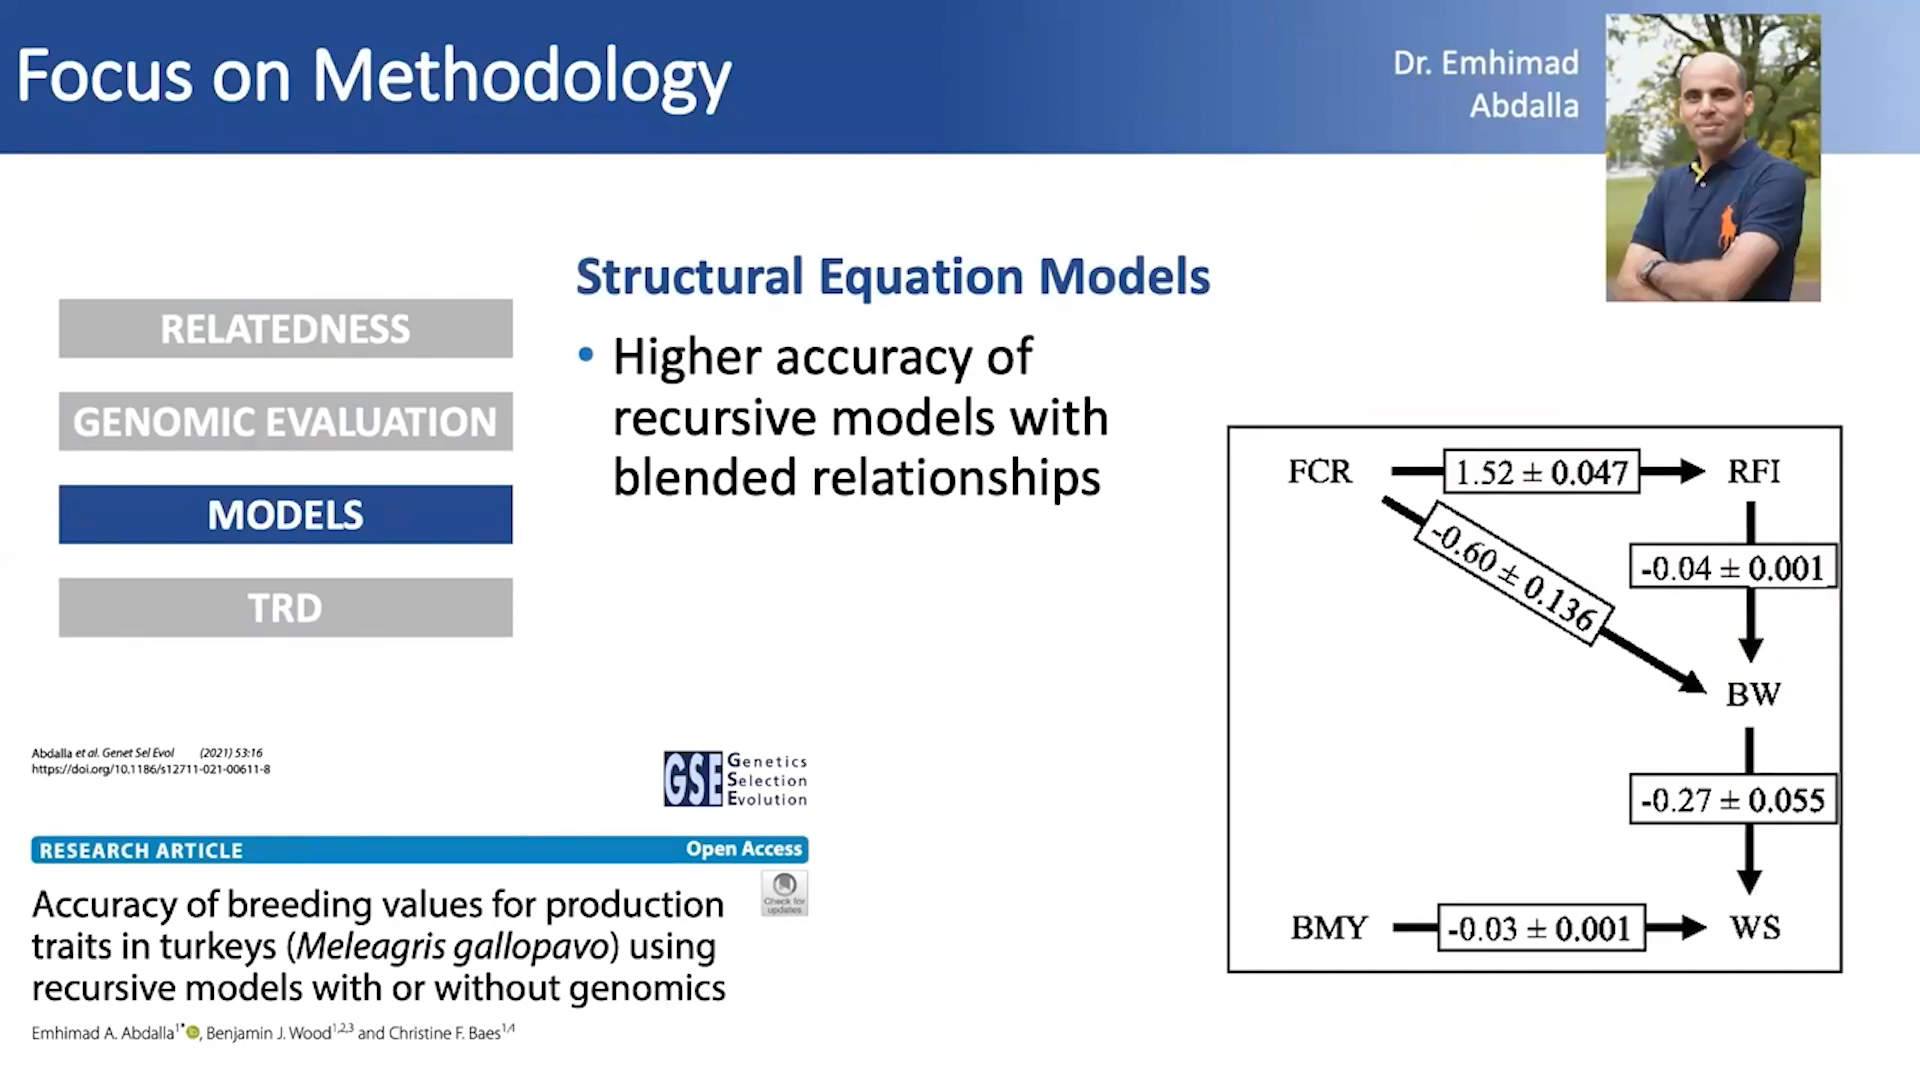 Focus on Methodology
Dr. Emhimad
Abdalla
RELATEDNESS
GENOMIC EVALUATION
MODELS
TRD
Structural Equation Models
• Higher accuracy of
recursive models with
blended relationships
FCR 1.52 ± 0.047 RFI
-0.60 ± 0.136
-0.04 ± 0.001
BW
-0.27 ± 0.055
BMY -0.03 ± 0.001 WS
Abdalla et al. Genet Sel Evol (2021) 53:16
https://doi.org/10.1186/s12711-021-00611-8
GSE
Genetics
Selection
Evolution
RESEARCH ARTICLE Open Access
Check for
updates
Accuracy of breeding values for production
traits in turkeys (Meleagris gallopavo) using
recursive models with or without genomics
Emhimad A. Abdalla1*, Benjamin J. Wood1,2,3 and Christine F. Baes1,4